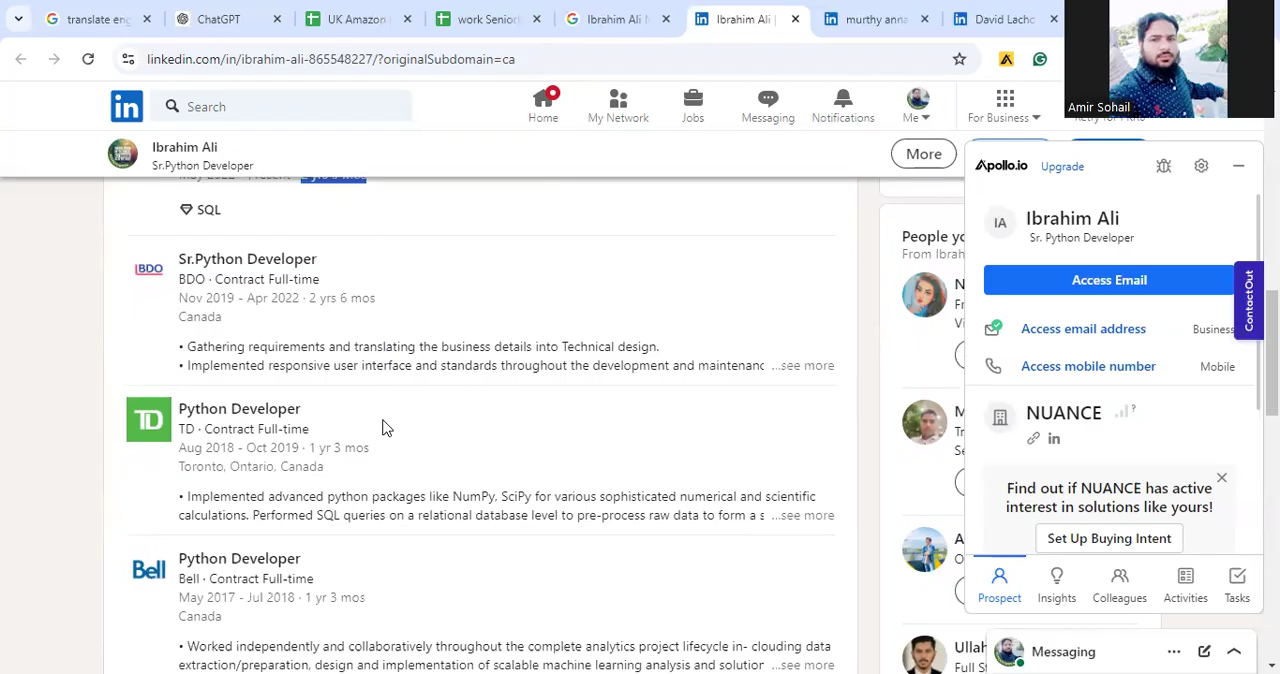 translate eng
ChatGPT
UK Amazon
work Senior
Ibrahim Ali
Ibrahim Ali |
murthy anna
David Lacho
linkedin.com/in/ibrahim-ali-865548227/?originalSubdomain=ca
Amir Sohail
in
Search
Home
My Network
Jobs
Messaging
Notifications
Me
For Business
Ibrahim Ali
Sr.Python Developer
More
SQL
BDO
Sr.Python Developer
BDO · Contract Full-time
Nov 2019 - Apr 2022 · 2 yrs 6 mos
Canada
• Gathering requirements and translating the business details into Technical design.
• Implemented responsive user interface and standards throughout the development and maintenanc ...see more
TD
Python Developer
TD · Contract Full-time
Aug 2018 - Oct 2019 · 1 yr 3 mos
Toronto, Ontario, Canada
• Implemented advanced python packages like NumPy, SciPy for various sophisticated numerical and scientific
calculations. Performed SQL queries on a relational database level to pre-process raw data to form a s ...see more
Bell
Python Developer
Bell · Contract Full-time
May 2017 - Jul 2018 · 1 yr 3 mos
Canada
• Worked independently and collaboratively throughout the complete analytics project lifecycle in- clouding data
extraction/preparation, design and implementation of scalable machine learning analysis and solution ...see more
People yo
From Ibrah
Ullah
Full S
Apollo.io
Upgrade
IA
Ibrahim Ali
Sr. Python Developer
Access Email
ContactOut
Access email address
Business
Access mobile number
Mobile
NUANCE
?
in
Find out if NUANCE has active
interest in solutions like yours!
Set Up Buying Intent
Prospect
Insights
Colleagues
Activities
Tasks
Messaging